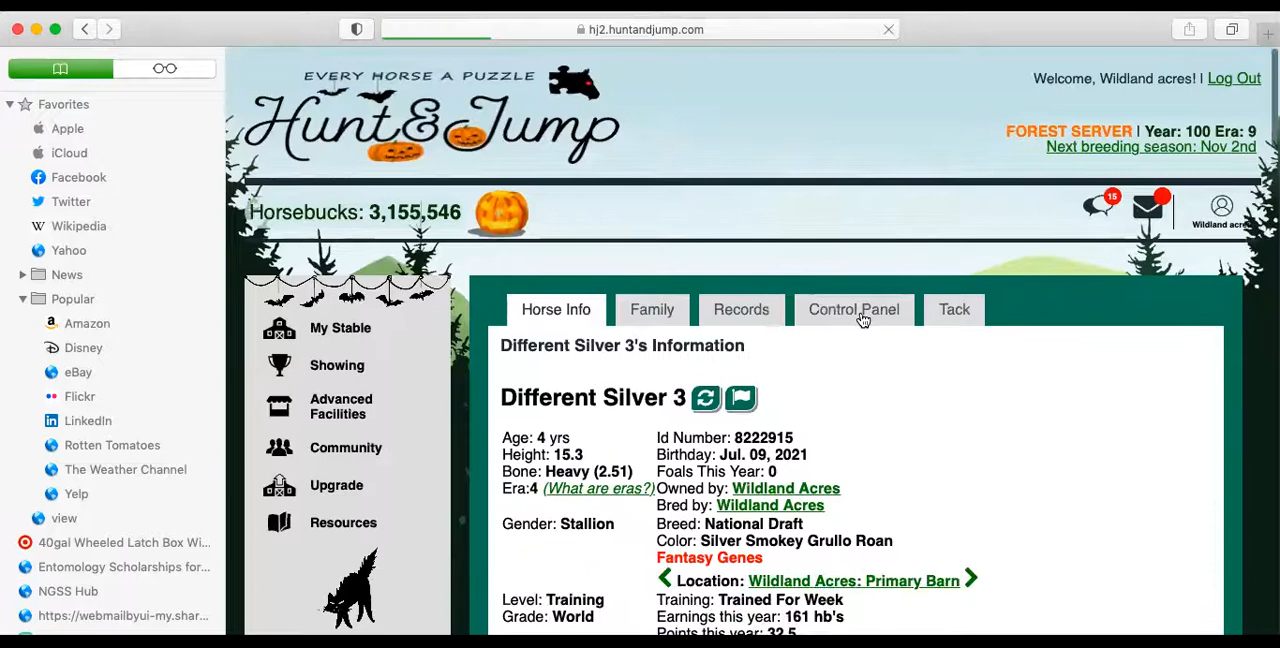 hj2.huntandjump.com
Favorites
Apple
iCloud
Facebook
Twitter
Wikipedia
Yahoo
News
Popular
Amazon
Disney
eBay
Flickr
LinkedIn
Rotten Tomatoes
The Weather Channel
Yelp
view
40gal Wheeled Latch Box Wi...
Entomology Scholarships for...
NGSS Hub
https://webmailbyui-my.shar...
EVERY HORSE A PUZZLE
Hunt&Jump
Welcome, Wildland acres! | Log Out
FOREST SERVER | Year: 100 Era: 9
Next breeding season: Nov 2nd
Horsebucks: 3,155,546
15
Wildland acre
My Stable
Showing
Advanced
Facilities
Community
Upgrade
Resources
Horse Info Family Records Control Panel Tack
Different Silver 3's Information
Different Silver 3
Age: 4 yrs Id Number: 8222915
Height: 15.3 Birthday: Jul. 09, 2021
Bone: Heavy (2.51) Foals This Year: 0
Era:4 (What are eras?) Owned by: Wildland Acres
Bred by: Wildland Acres
Gender: Stallion Breed: National Draft
Color: Silver Smokey Grullo Roan
Fantasy Genes
Location: Wildland Acres: Primary Barn
Level: Training Training: Trained For Week
Grade: World Earnings this year: 161 hb's
Points this year: 32.5